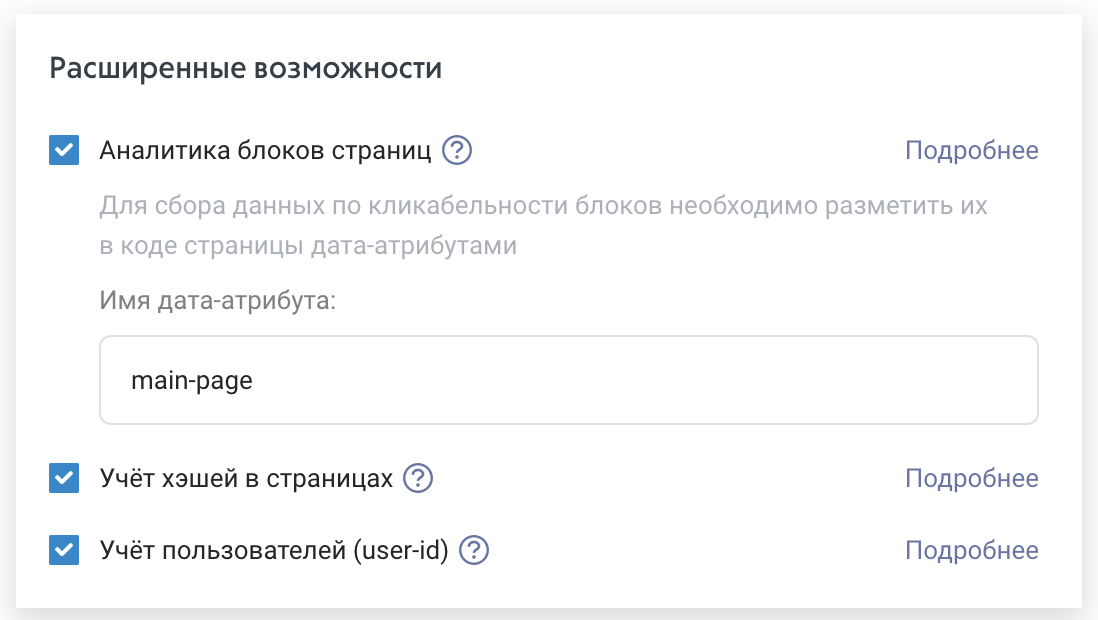 Расширенные возможности
Аналитика блоков страниц ? Подробнее
Для сбора данных по кликабельности блоков необходимо разметить их
в коде страницы дата-атрибутами
Имя дата-атрибута:
main-page
Учёт хэшей в страницах ? Подробнее
Учёт пользователей (user-id) ? Подробнее